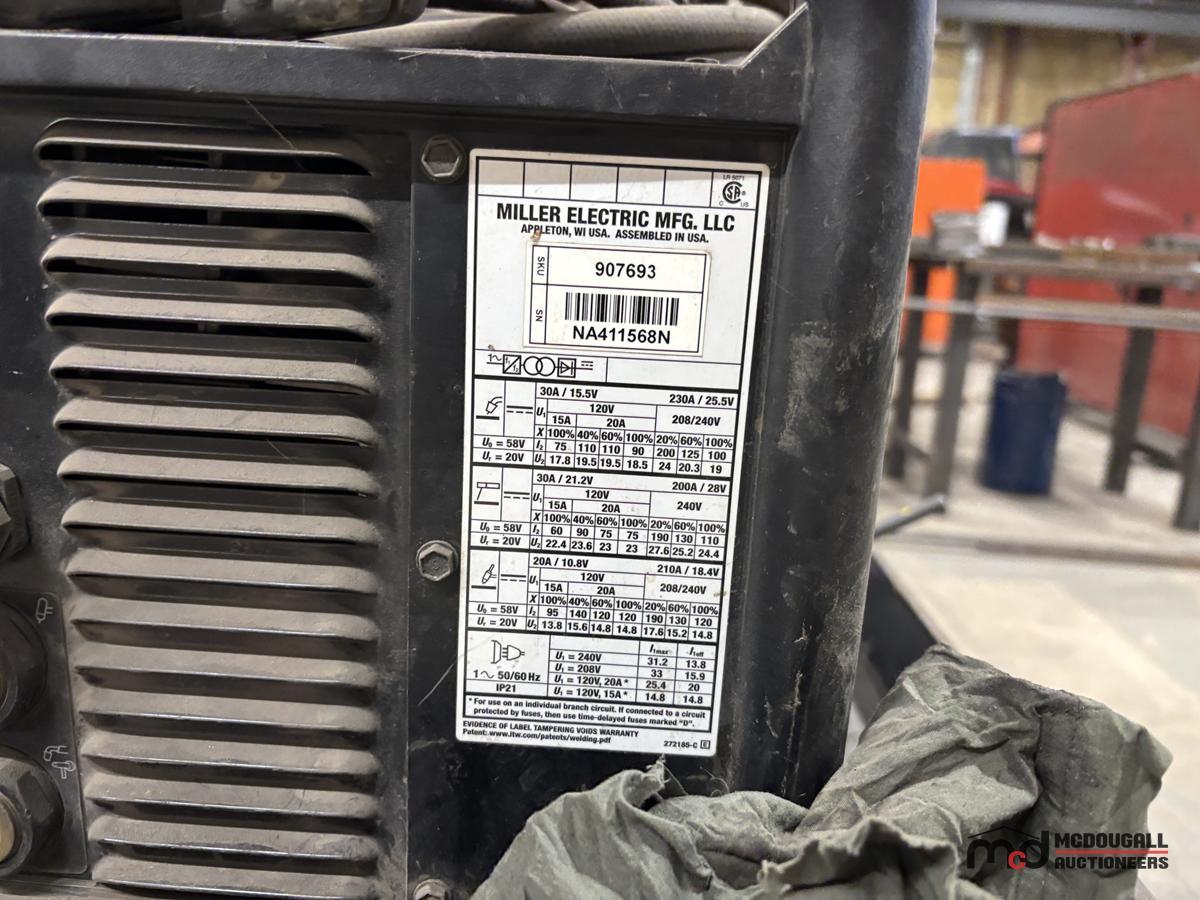 LR 5071
CSA ®
C US
MILLER ELECTRIC MFG. LLC
APPLETON, WI USA. ASSEMBLED IN USA.
SKU 907693
SN
NA411568N
1~ f1 f2
30A / 15.5V 230A / 25.5V
U1 120V 208/240V
15A 20A
X 100% 40% 60% 100% 20% 60% 100%
U0 = 58V I2 75 110 110 90 200 125 100
Ur = 20V U2 17.8 19.5 19.5 18.5 24 20.3 19
30A / 21.2V 200A / 28V
U1 120V 240V
15A 20A
X 100% 40% 60% 100% 20% 60% 100%
U0 = 58V I2 60 90 75 75 190 130 110
Ur = 20V U2 22.4 23.6 23 23 27.6 25.2 24.4
20A / 10.8V 210A / 18.4V
U1 120V 208/240V
15A 20A
X 100% 40% 60% 100% 20% 60% 100%
U0 = 58V I2 95 140 120 120 190 130 120
Ur = 20V U2 13.8 15.6 14.8 14.8 17.6 15.2 14.8
I1max I1eff
U1 = 240V 31.2 13.8
U1 = 208V 33 15.9
1~ 50/60 Hz U1 = 120V, 20A* 25.4 20
IP21 U1 = 120V, 15A* 14.8 14.8
* For use on an individual branch circuit. If connected to a circuit
protected by fuses, then use time-delayed fuses marked "D".
EVIDENCE OF LABEL TAMPERING VOIDS WARRANTY
Patent: www.itw.com/patents/welding.pdf 272185-C E
mcd MCDOUGALL
AUCTIONEERS